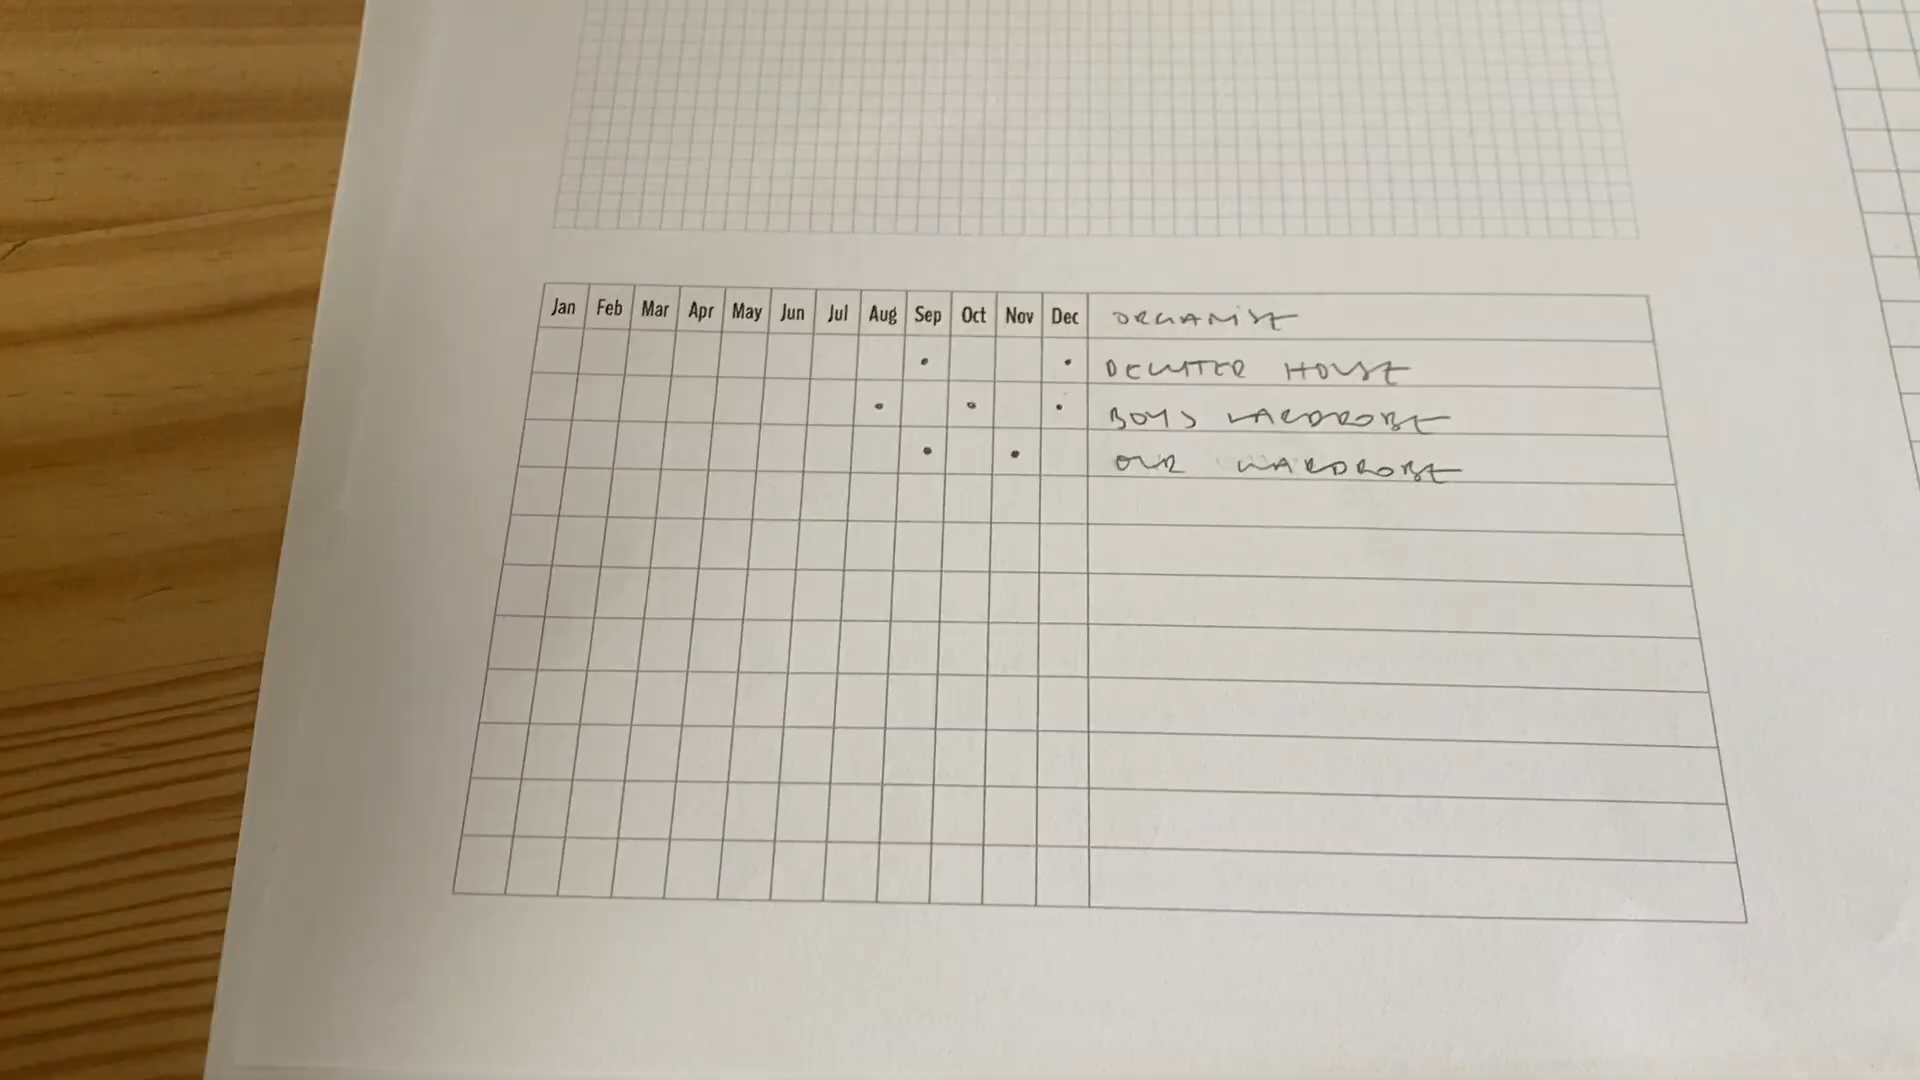 Jan Feb Mar Apr May Jun Jul Aug Sep Oct Nov Dec ORGANISE
DECLUTTER HOUSE
BOYS WARDROBE
OUR WARDROBE